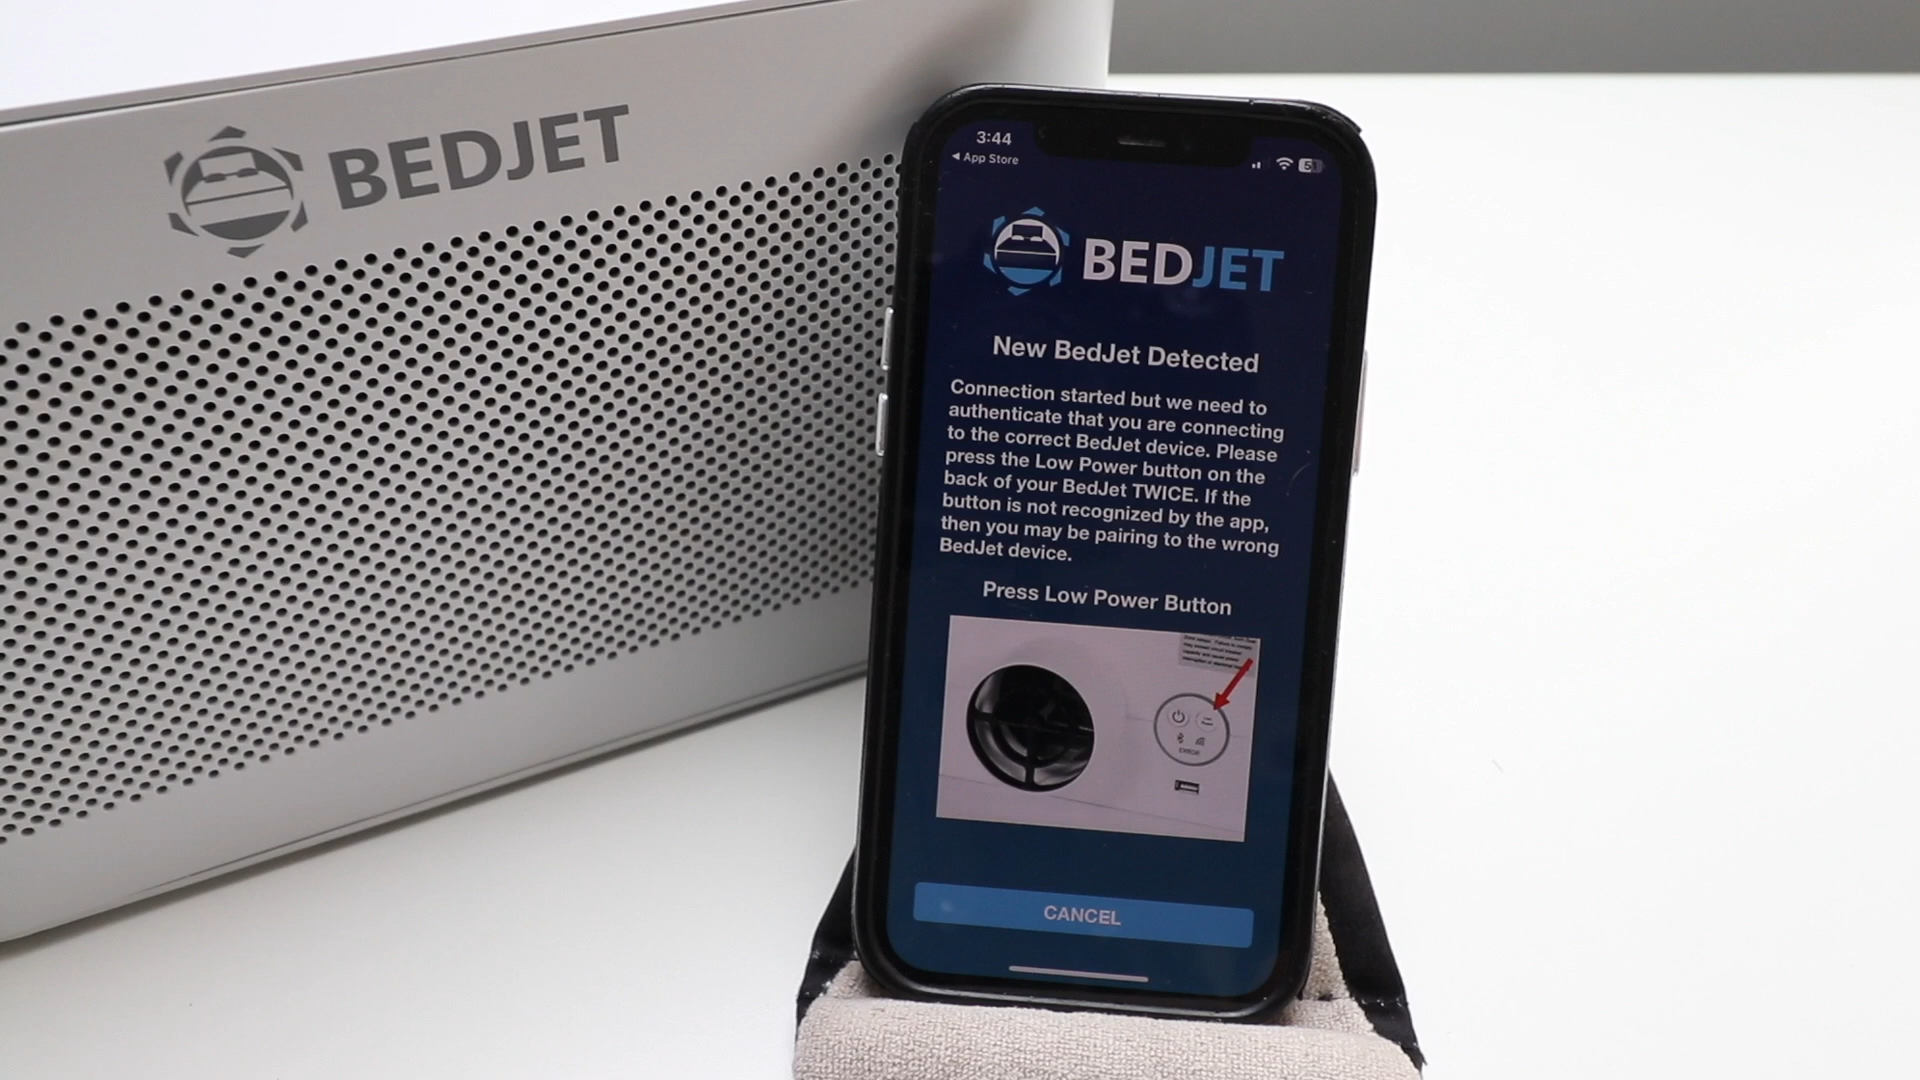 BEDJET
3:44
App Store
51
BEDJET
New BedJet Detected
Connection started but we need to
authenticate that you are connecting
to the correct BedJet device. Please
press the Low Power button on the
back of your BedJet TWICE. If the
button is not recognized by the app,
then you may be pairing to the wrong
BedJet device.
Press Low Power Button
ERROR
CANCEL